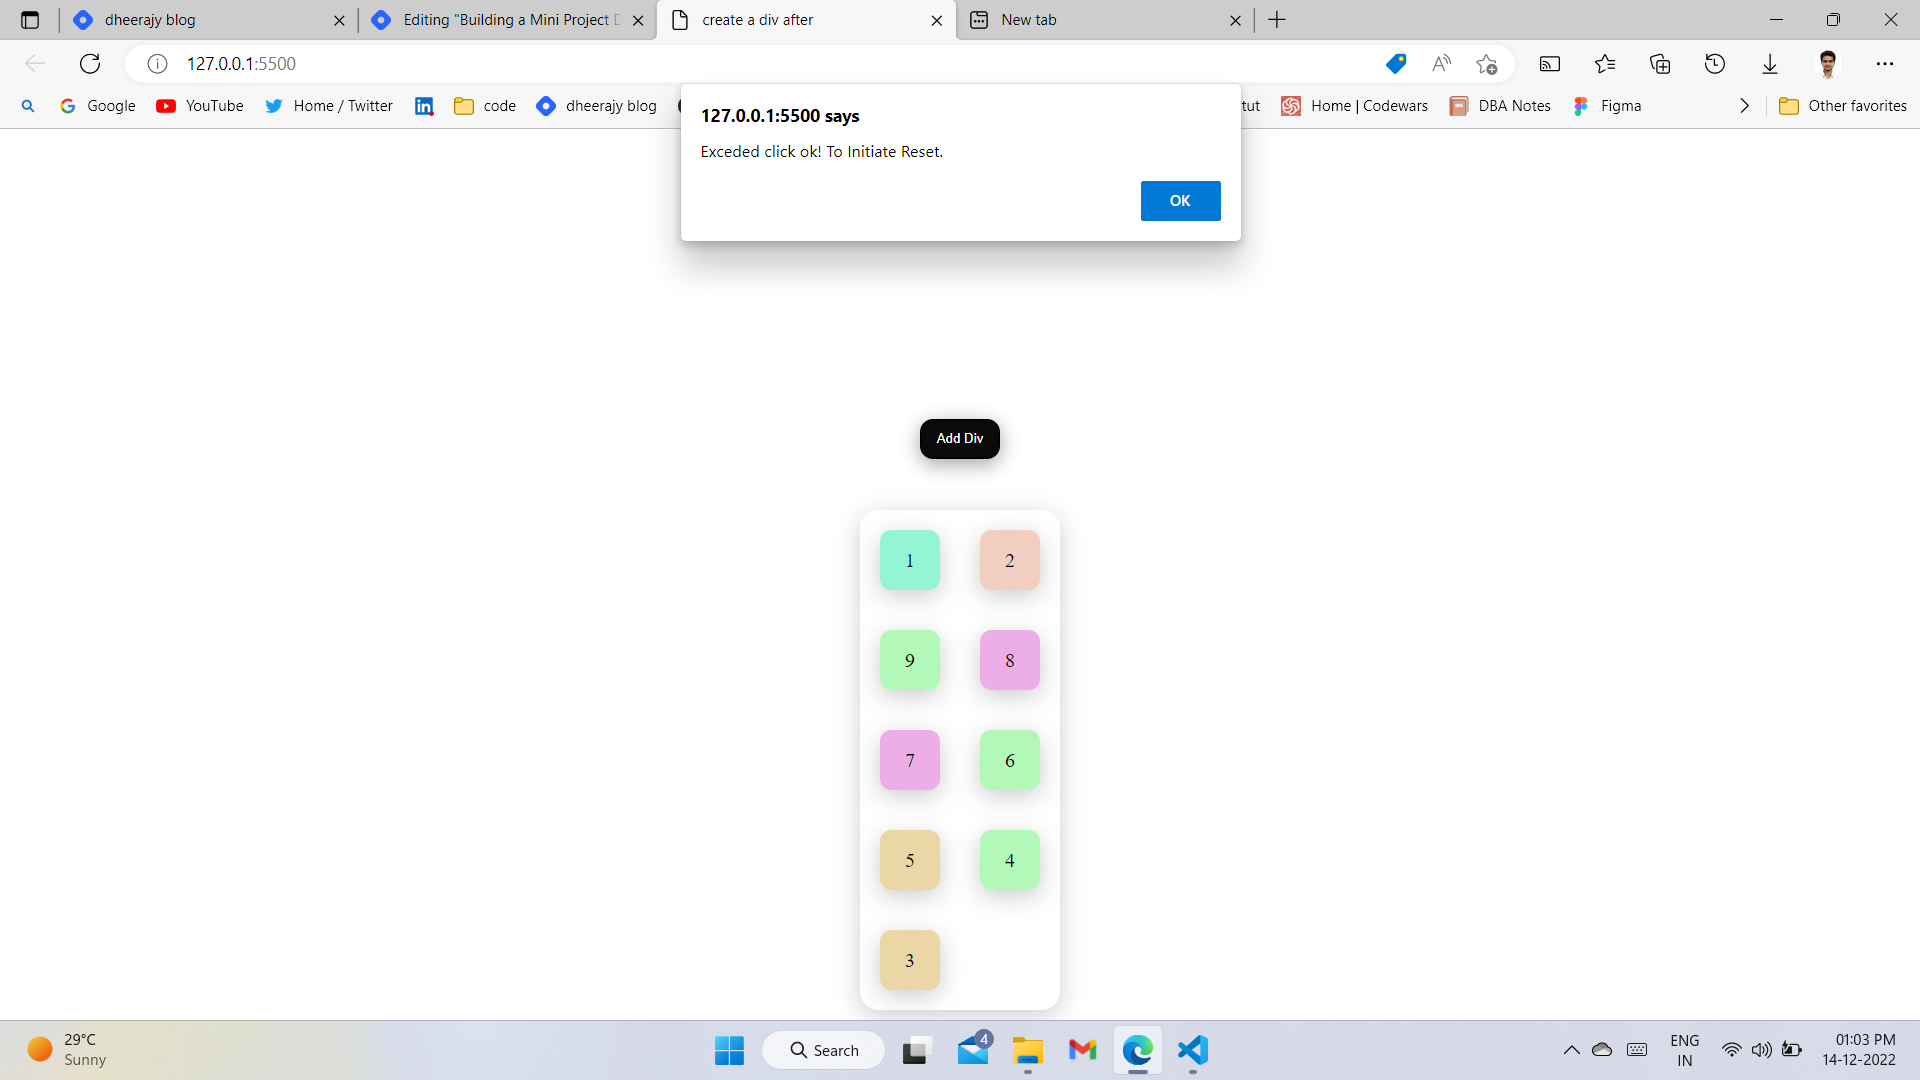 dheerajy blog
Editing "Building a Mini Project
create a div after
New tab
127.0.0.1:5500
Google
YouTube
Home / Twitter
code
dheerajy blog
tut
Home | Codewars
DBA Notes
Figma
Other favorites
127.0.0.1:5500 says
Exceded click ok! To Initiate Reset.
OK
Add Div
1 2
9 8
7 6
5 4
3
29°C
Sunny
Search
4
ENG
IN
01:03 PM
14-12-2022